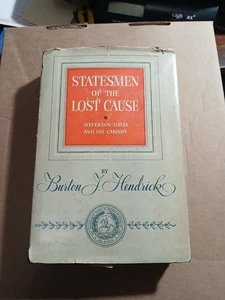 STATESMEN
OF THE
LOST CAUSE
JEFFERSON DAVIS
AND HIS CABINET
BY
Burton J. Hendrick